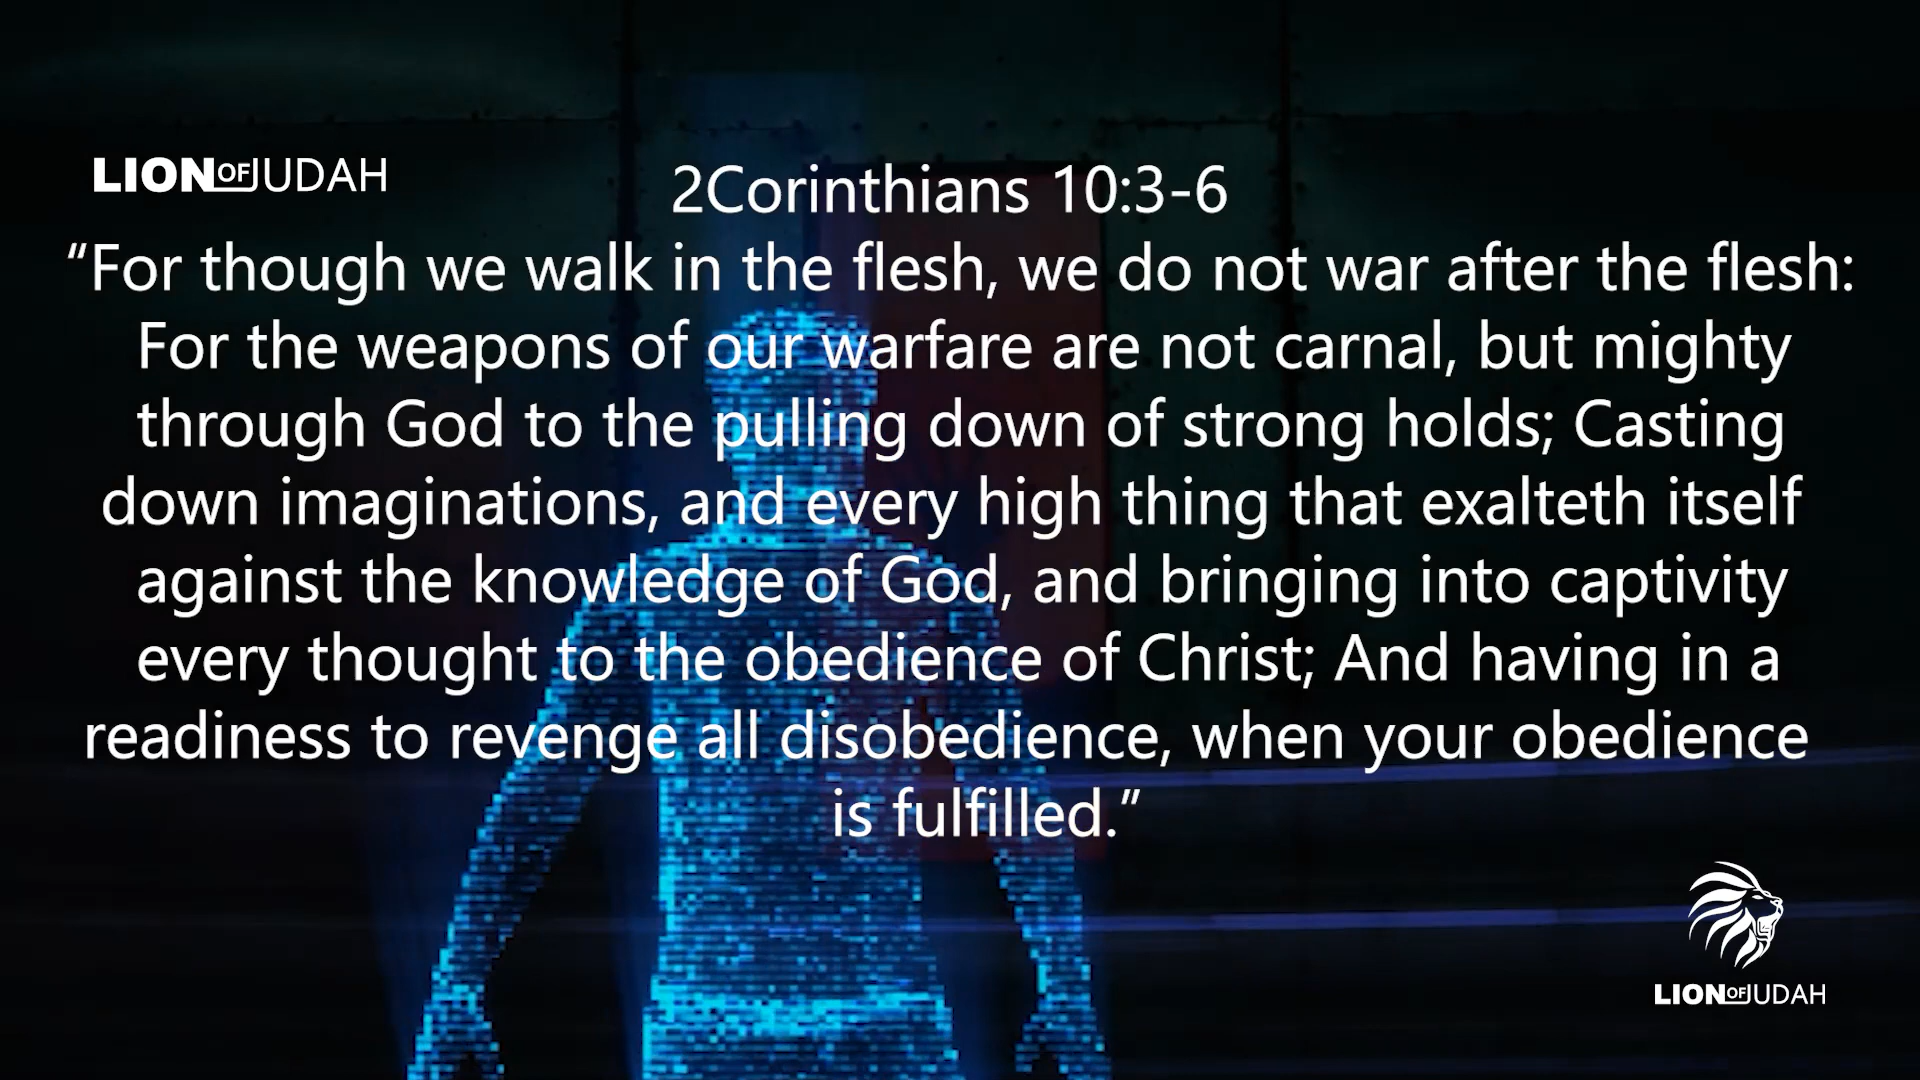 LIONOFJUDAH
2Corinthians 10:3-6
“For though we walk in the flesh, we do not war after the flesh:
For the weapons of our warfare are not carnal, but mighty
through God to the pulling down of strong holds; Casting
down imaginations, and every high thing that exalteth itself
against the knowledge of God, and bringing into captivity
every thought to the obedience of Christ; And having in a
readiness to revenge all disobedience, when your obedience
is fulfilled.”
LIONOFJUDAH